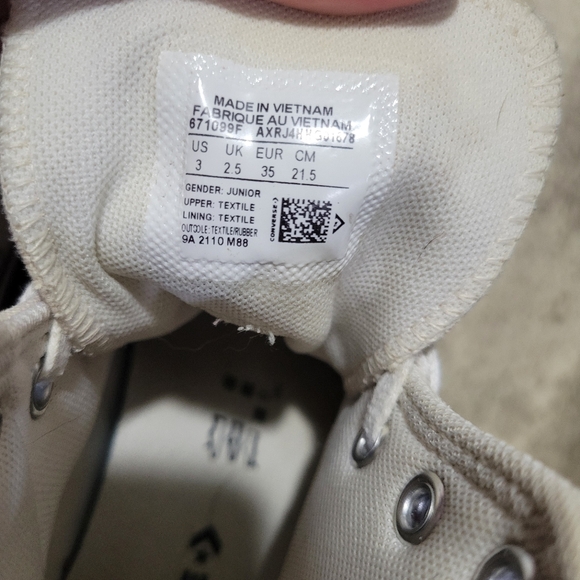 MADE IN VIETNAM
FABRIQUE AU VIETNAM
671099F
US UK EUR CM
3 2.5 35 21.5
GENDER: JUNIOR
UPPER: TEXTILE
LINING: TEXTILE
OUTSOLE: TEXTILE/RUBBER
9A 2110 M88
CONVERSE